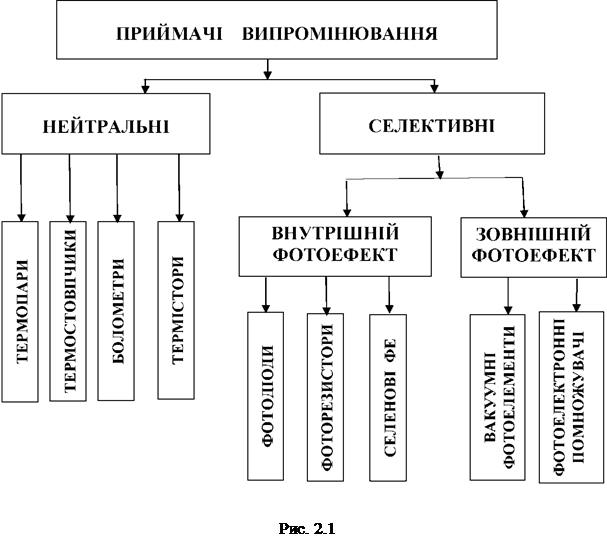 ПРИЙМАЧІ ВИПРОМІНЮВАННЯ
НЕЙТРАЛЬНІ
СЕЛЕКТИВНІ
ТЕРМОПАРИ
ТЕРМОСТОВПЧИКИ
БОЛОМЕТРИ
ТЕРМІСТОРИ
ВНУТРІШНІЙ
ФОТОЕФЕКТ
ЗОВНІШНІЙ
ФОТОЕФЕКТ
ФОТОДІОДИ
ФОТОРЕЗИСТОРИ
СЕЛЕНОВІ ФЕ
ВАКУУМНІ
ФОТОЕЛЕМЕНТИ
ФОТОЕЛЕКТРОННІ
ПОМНОЖУВАЧІ
Рис. 2.1